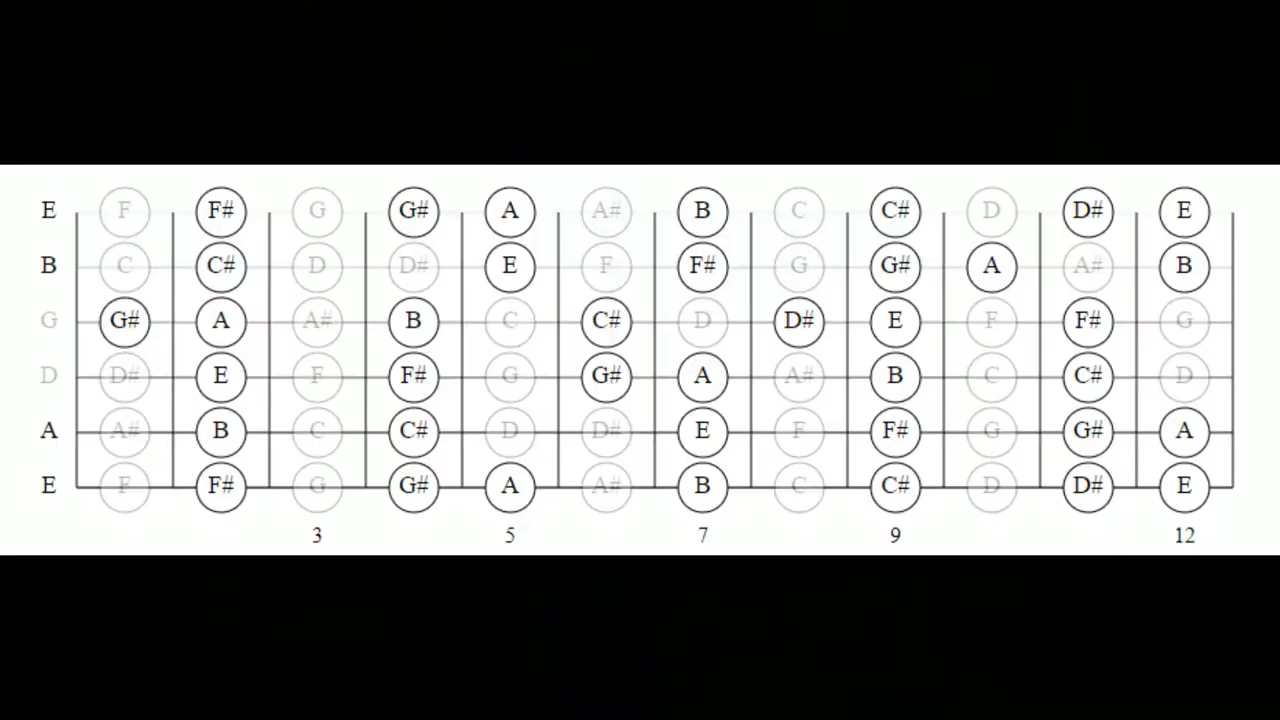 E F F# G G# A A# B C C# D D# E
B C C# D D# E F F# G G# A A# B
G G# A A# B C C# D D# E F F# G
D D# E F F# G G# A A# B C C# D
A A# B C C# D D# E F F# G G# A
E F F# G G# A A# B C C# D D# E
3 5 7 9 12